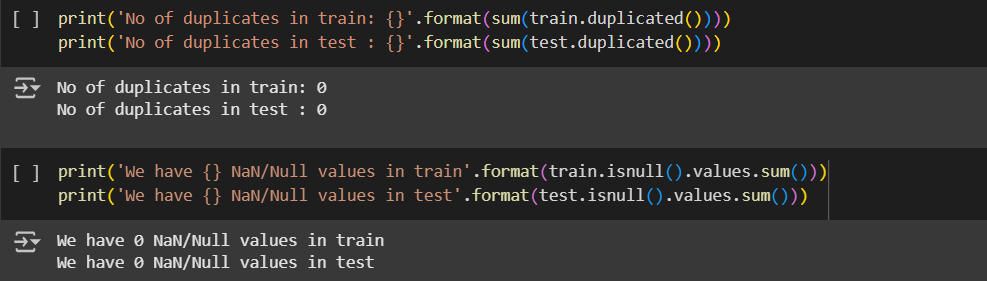 [ ] print('No of duplicates in train: {}'.format(sum(train.duplicated())))
print('No of duplicates in test : {}'.format(sum(test.duplicated())))
No of duplicates in train: 0
No of duplicates in test : 0
[ ] print('We have {} NaN/Null values in train'.format(train.isnull().values.sum()))
print('We have {} NaN/Null values in test'.format(test.isnull().values.sum()))
We have 0 NaN/Null values in train
We have 0 NaN/Null values in test